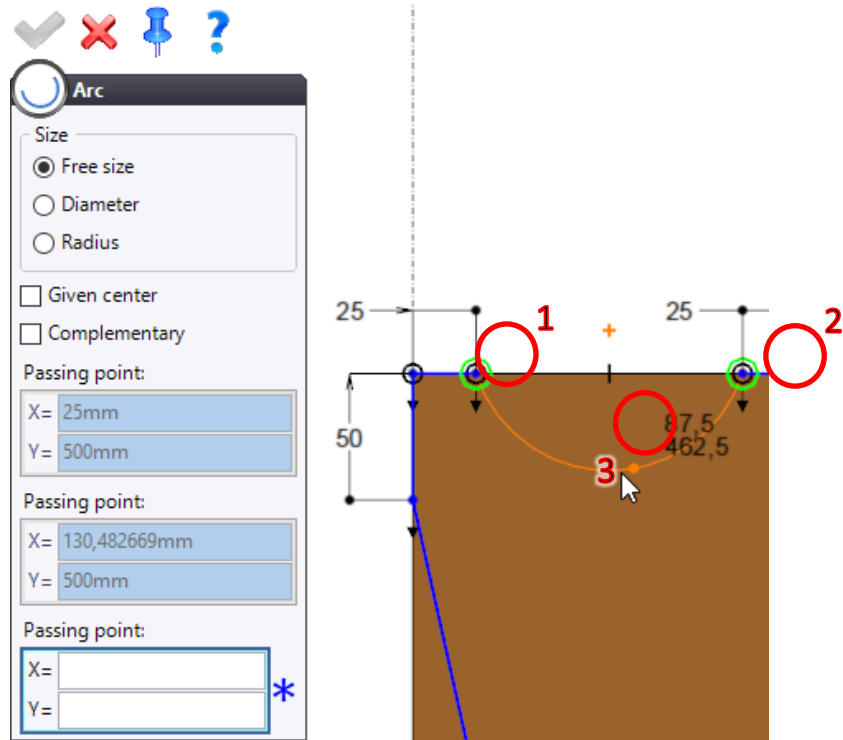 ?
Arc
Size
Free size
Diameter
Radius
Given center
Complementary
Passing point:
X= 25mm
Y= 500mm
Passing point:
X= 130,482669mm
Y= 500mm
Passing point:
X=
Y=
*
25
1
25
2
50
87,5
462,5
3